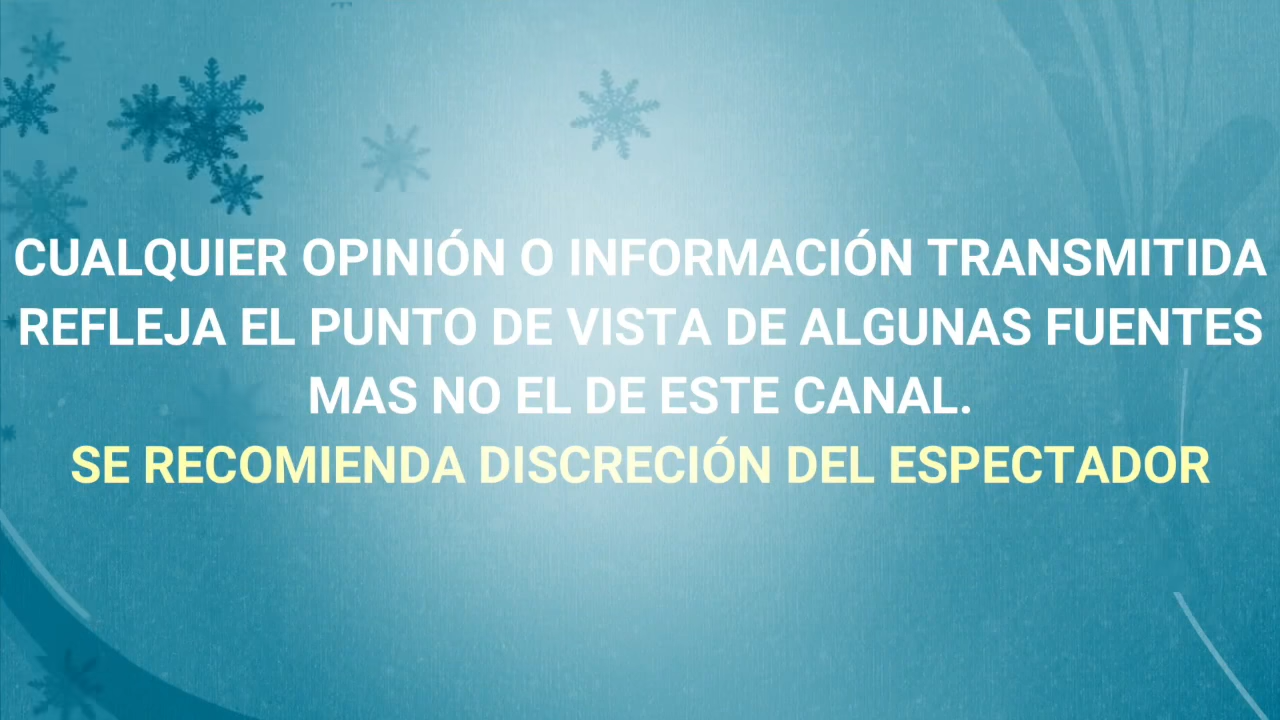 CUALQUIER OPINIÓN O INFORMACIÓN TRANSMITIDA
REFLEJA EL PUNTO DE VISTA DE ALGUNAS FUENTES
MAS NO EL DE ESTE CANAL.
SE RECOMIENDA DISCRECIÓN DEL ESPECTADOR